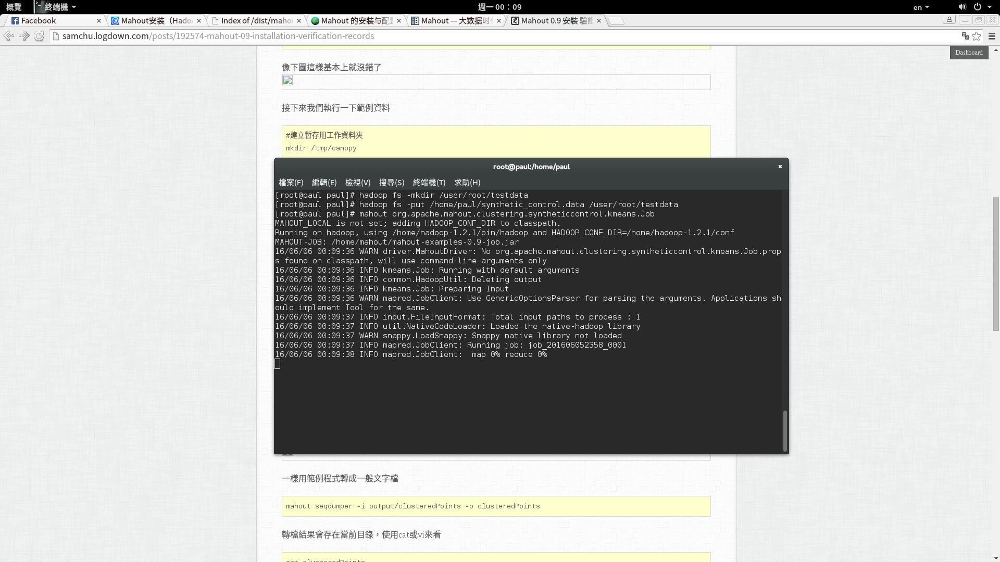 概覽 終端機 週一 00：09 en
Facebook Mahout安装（Hado Index of /dist/maho Mahout 的安装与配置 Mahout — 大数据时代 Mahout 0.9 安裝 驗證
samchu.logdown.com/posts/192574-mahout-09-installation-verification-records
Dashboard
像下圖這樣基本上就沒錯了
接下來我們執行一下範例資料
#建立暫存用工作資料夾
mkdir /tmp/canopy
root@paul:/home/paul
檔案(F) 編輯(E) 檢視(V) 搜尋(S) 終端機(T) 求助(H)
[root@paul paul]# hadoop fs -mkdir /user/root/testdata
[root@paul paul]# hadoop fs -put /home/paul/synthetic_control.data /user/root/testdata
[root@paul paul]# mahout org.apache.mahout.clustering.syntheticcontrol.kmeans.Job
MAHOUT_LOCAL is not set; adding HADOOP_CONF_DIR to classpath.
Running on hadoop, using /home/hadoop-1.2.1/bin/hadoop and HADOOP_CONF_DIR=/home/hadoop-1.2.1/conf
MAHOUT-JOB: /home/mahout/mahout-examples-0.9-job.jar
16/06/06 00:09:36 WARN driver.MahoutDriver: No org.apache.mahout.clustering.syntheticcontrol.kmeans.Job.prop
s found on classpath, will use command-line arguments only
16/06/06 00:09:36 INFO kmeans.Job: Running with default arguments
16/06/06 00:09:36 INFO common.HadoopUtil: Deleting output
16/06/06 00:09:36 INFO kmeans.Job: Preparing Input
16/06/06 00:09:36 WARN mapred.JobClient: Use GenericOptionsParser for parsing the arguments. Applications sh
ould implement Tool for the same.
16/06/06 00:09:37 INFO input.FileInputFormat: Total input paths to process : 1
16/06/06 00:09:37 INFO util.NativeCodeLoader: Loaded the native-hadoop library
16/06/06 00:09:37 WARN snappy.LoadSnappy: Snappy native library not loaded
16/06/06 00:09:37 INFO mapred.JobClient: Running job: job_201606052358_0001
16/06/06 00:09:38 INFO mapred.JobClient:  map 0% reduce 0%
一樣用範例程式轉成一般文字檔
mahout seqdumper -i output/clusteredPoints -o clusteredPoints
轉檔結果會存在當前目錄，使用cat或vi來看
cat clusteredPoints